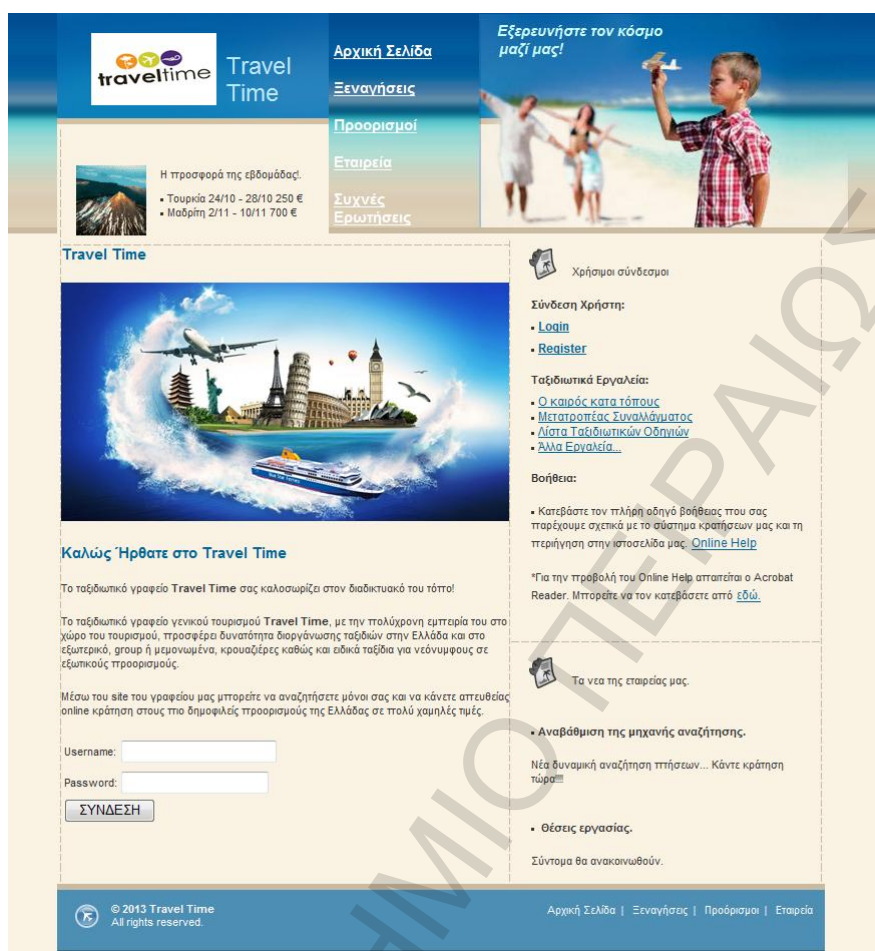 traveltime
Travel
Time
Αρχική Σελίδα
Ξεναγήσεις
Προορισμοί
Εταιρεία
Συχνές
Ερωτήσεις
Εξερευνήστε τον κόσμο
μαζί μας!
Η προσφορά της εβδομάδας!.
▪ Τουρκία 24/10 - 28/10 250 €
▪ Μαδρίτη 2/11 - 10/11 700 €
Travel Time
Καλώς Ήρθατε στο Travel Time
Το ταξιδιωτικό γραφείο Travel Time σας καλοσωρίζει στον διαδικτυακό του τόπο!
Το ταξιδιωτικό γραφείο γενικού τουρισμού Travel Time, με την πολύχρονη εμπειρία του στο
χώρο του τουρισμού, προσφέρει δυνατότητα διοργάνωσης ταξιδιών στην Ελλάδα και στο
εξωτερικό, group ή μεμονωμένα, κρουαζιέρες καθώς και ειδικά ταξίδια για νεόνυμφους σε
εξωτικούς προορισμούς.
Μέσω του site του γραφείου μας μπορείτε να αναζητήσετε μόνοι σας και να κάνετε απευθείας
online κράτηση στους πιο δημοφιλείς προορισμούς της Ελλάδας σε πολύ χαμηλές τιμές.
Username:
Password:
ΣΥΝΔΕΣΗ
Χρήσιμοι σύνδεσμοι
Σύνδεση Χρήστη:
▪ Login
▪ Register
Ταξιδιωτικά Εργαλεία:
▪ Ο καιρός κατα τόπους
▪ Μετατροπέας Συναλλάγματος
▪ Λίστα Ταξιδιωτικών Οδηγιών
▪ Άλλα Εργαλεία...
Βοήθεια:
▪ Κατεβάστε τον πλήρη οδηγό βοήθειας που σας
παρέχουμε σχετικά με το σύστημα κρατήσεων μας και τη
περιήγηση στην ιστοσελίδα μας. Online Help
*Για την προβολή του Online Help απαιτείται ο Acrobat
Reader. Μπορείτε να τον κατεβάσετε από εδώ.
Τα νεα της εταιρείας μας.
▪ Αναβάθμιση της μηχανής αναζήτησης.
Νέα δυναμική αναζήτηση πτήσεων... Κάντε κράτηση
τώρα!!!
▪ Θέσεις εργασίας.
Σύντομα θα ανακοινωθούν.
© 2013 Travel Time
All rights reserved.
Αρχική Σελίδα | Ξεναγήσεις | Προόρισμοι | Εταιρεία
ΗΜΙΟ ΠΕΙΡΑΙΩΣ